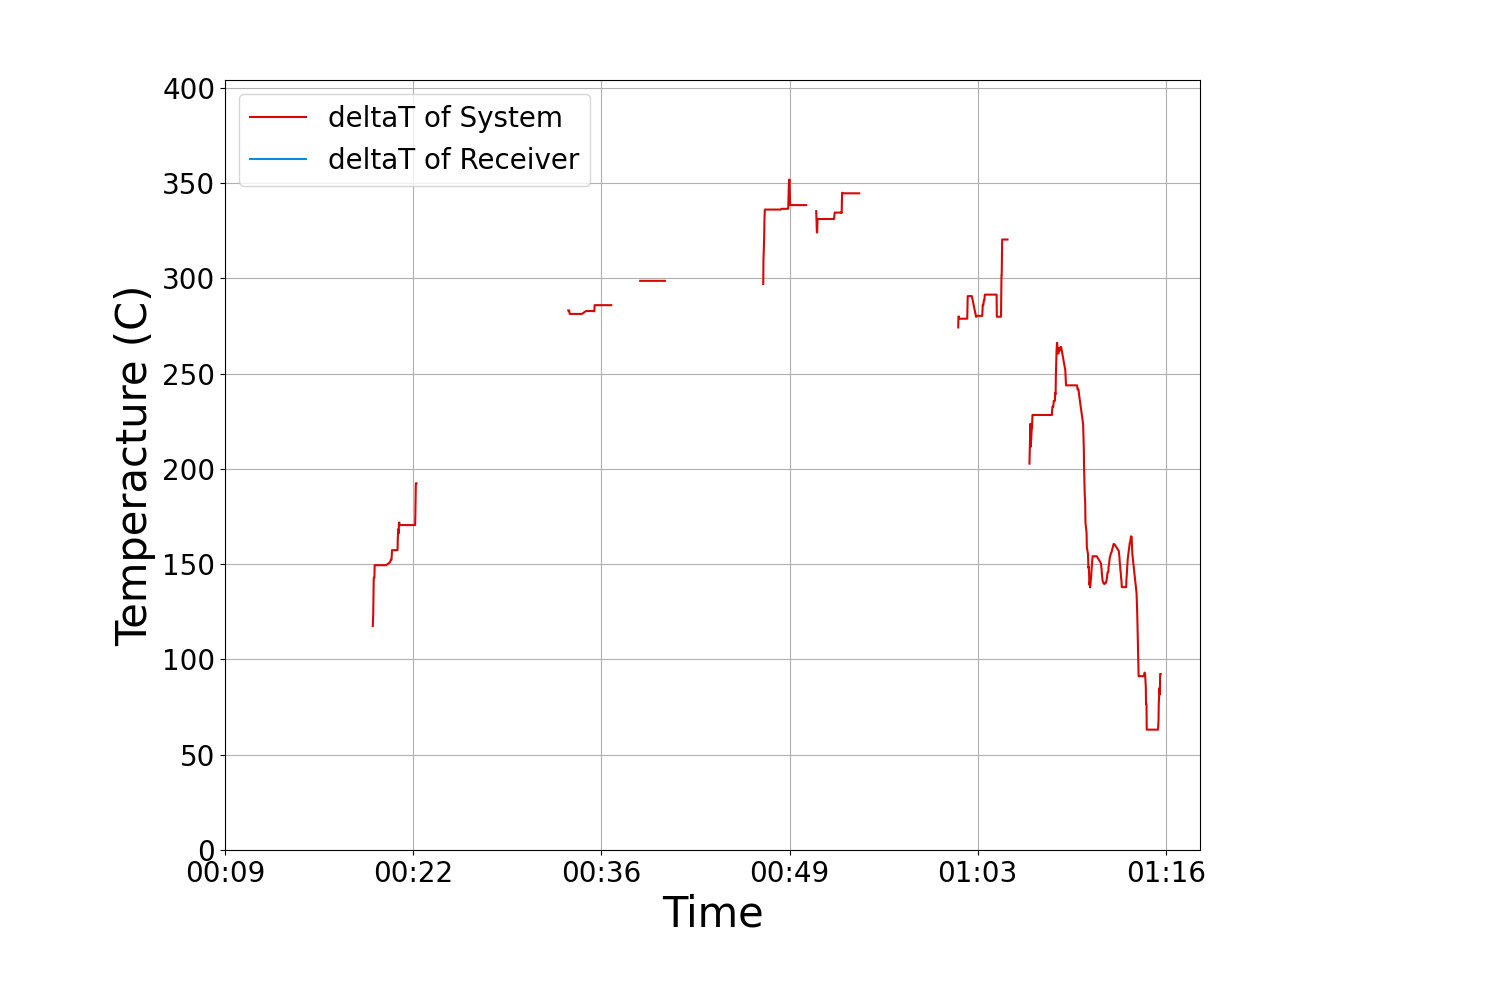 deltaT of System
deltaT of Receiver
400
350
300
250
200
150
100
50
0
Temperacture (C)
00:09 00:22 00:36 00:49 01:03 01:16
Time